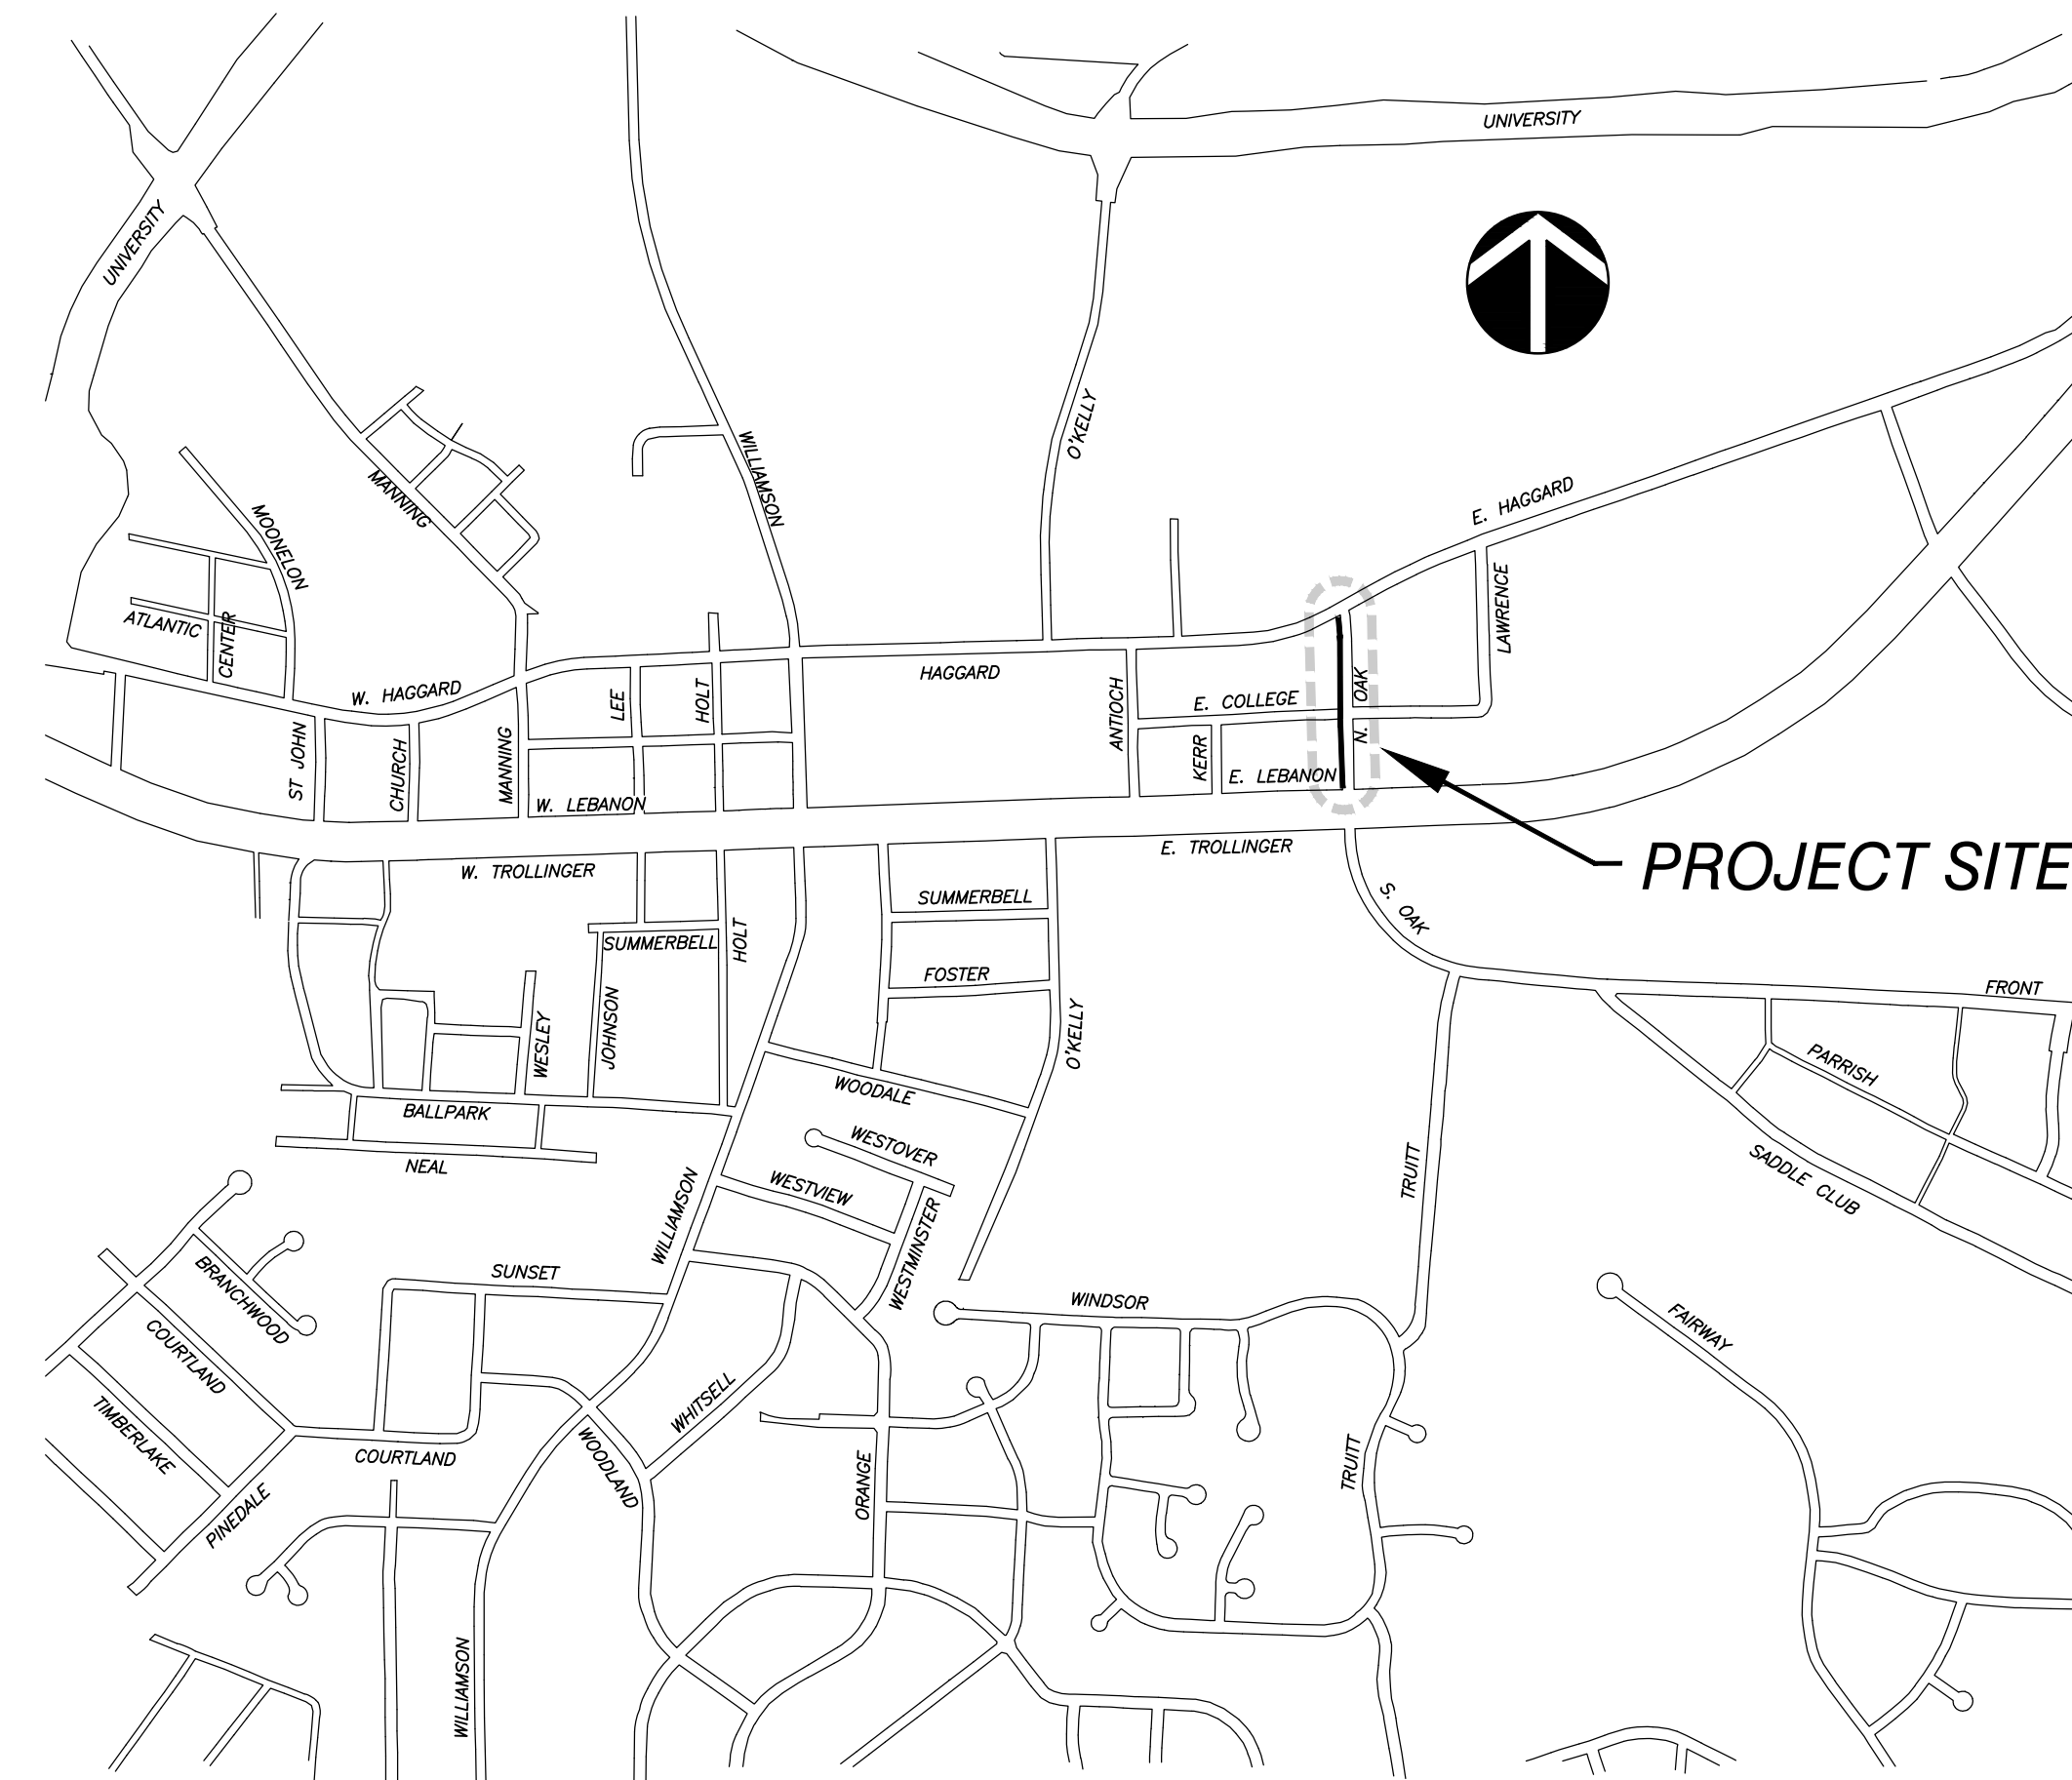 UNIVERSITY
UNIVERSITY
O'KELLY
WILLIAMSON
MANNING
E. HAGGARD
MOONELON
LAWRENCE
ATLANTIC
CENTER
HAGGARD
W. HAGGARD
N. OAK
E. COLLEGE
ANTIOCH
HOLT
LEE
ST JOHN
CHURCH
MANNING
KERR
E. LEBANON
W. LEBANON
E. TROLLINGER
W. TROLLINGER
PROJECT SITE
SUMMERBELL
S. OAK
SUMMERBELL
HOLT
FOSTER
FRONT
JOHNSON
WESLEY
O'KELLY
PARRISH
WOODALE
BALLPARK
WESTOVER
NEAL
TRUITT
SADDLE CLUB
WESTVIEW
WILLIAMSON
WESTMINSTER
SUNSET
BRANCHWOOD
WINDSOR
FAIRWAY
COURTLAND
WHITSELL
TIMBERLAKE
COURTLAND
WOODLAND
ORANGE
TRUITT
PINEDALE
WILLIAMSON